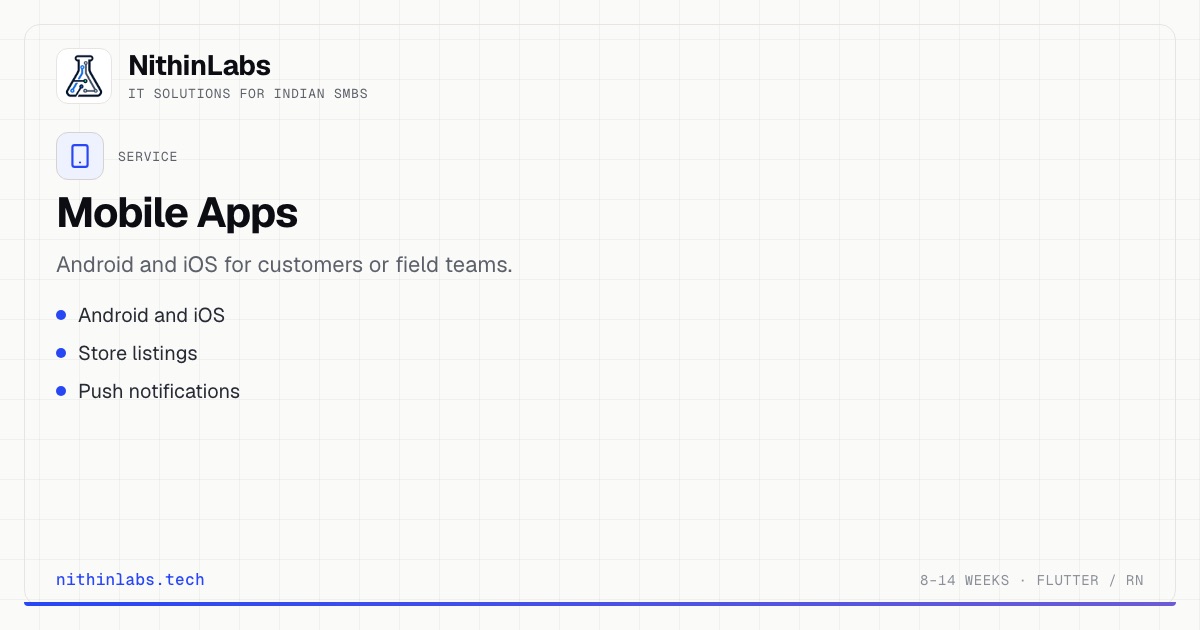 NithinLabs
IT SOLUTIONS FOR INDIAN SMBS
SERVICE
Mobile Apps
Android and iOS for customers or field teams.
Android and iOS
Store listings
Push notifications
nithinlabs.tech
8–14 WEEKS · FLUTTER / RN